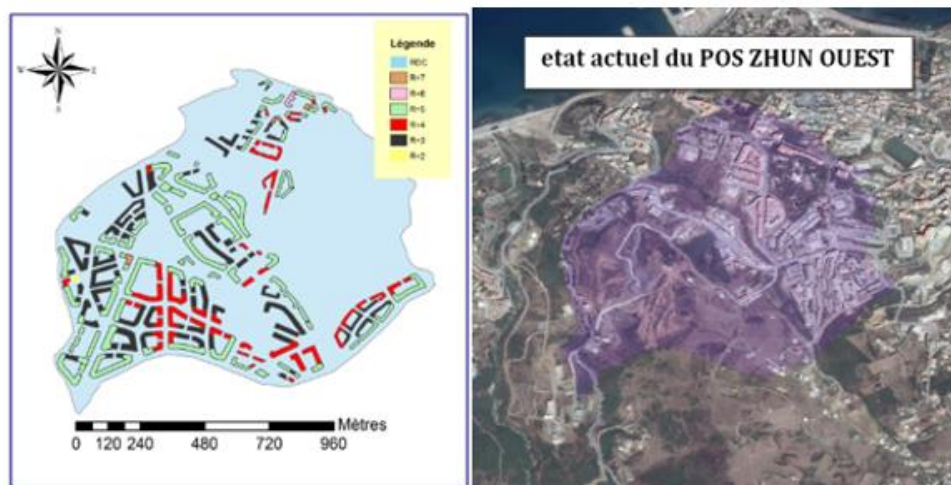 N
W
S
Légende
RDC
R+7
R+6
R+5
R+4
R+3
R+2
Mètres
0 120 240 480 720 960
etat actuel du POS ZHUN OUEST